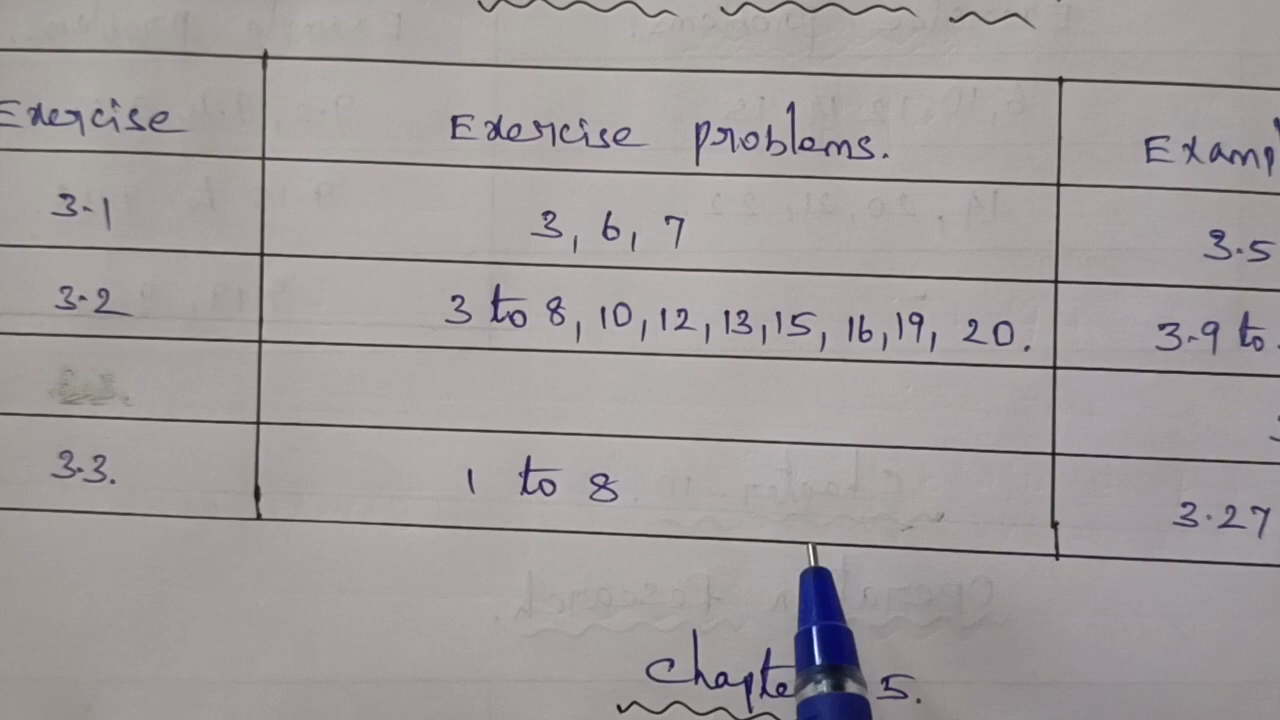 Exercise Exercise problems. Examp
3.1 3, 6, 7 3.5
3.2 3 to 8, 10, 12, 13, 15, 16, 19, 20. 3.9 to
3.3. 1 to 8 3.27
Chapte 5.